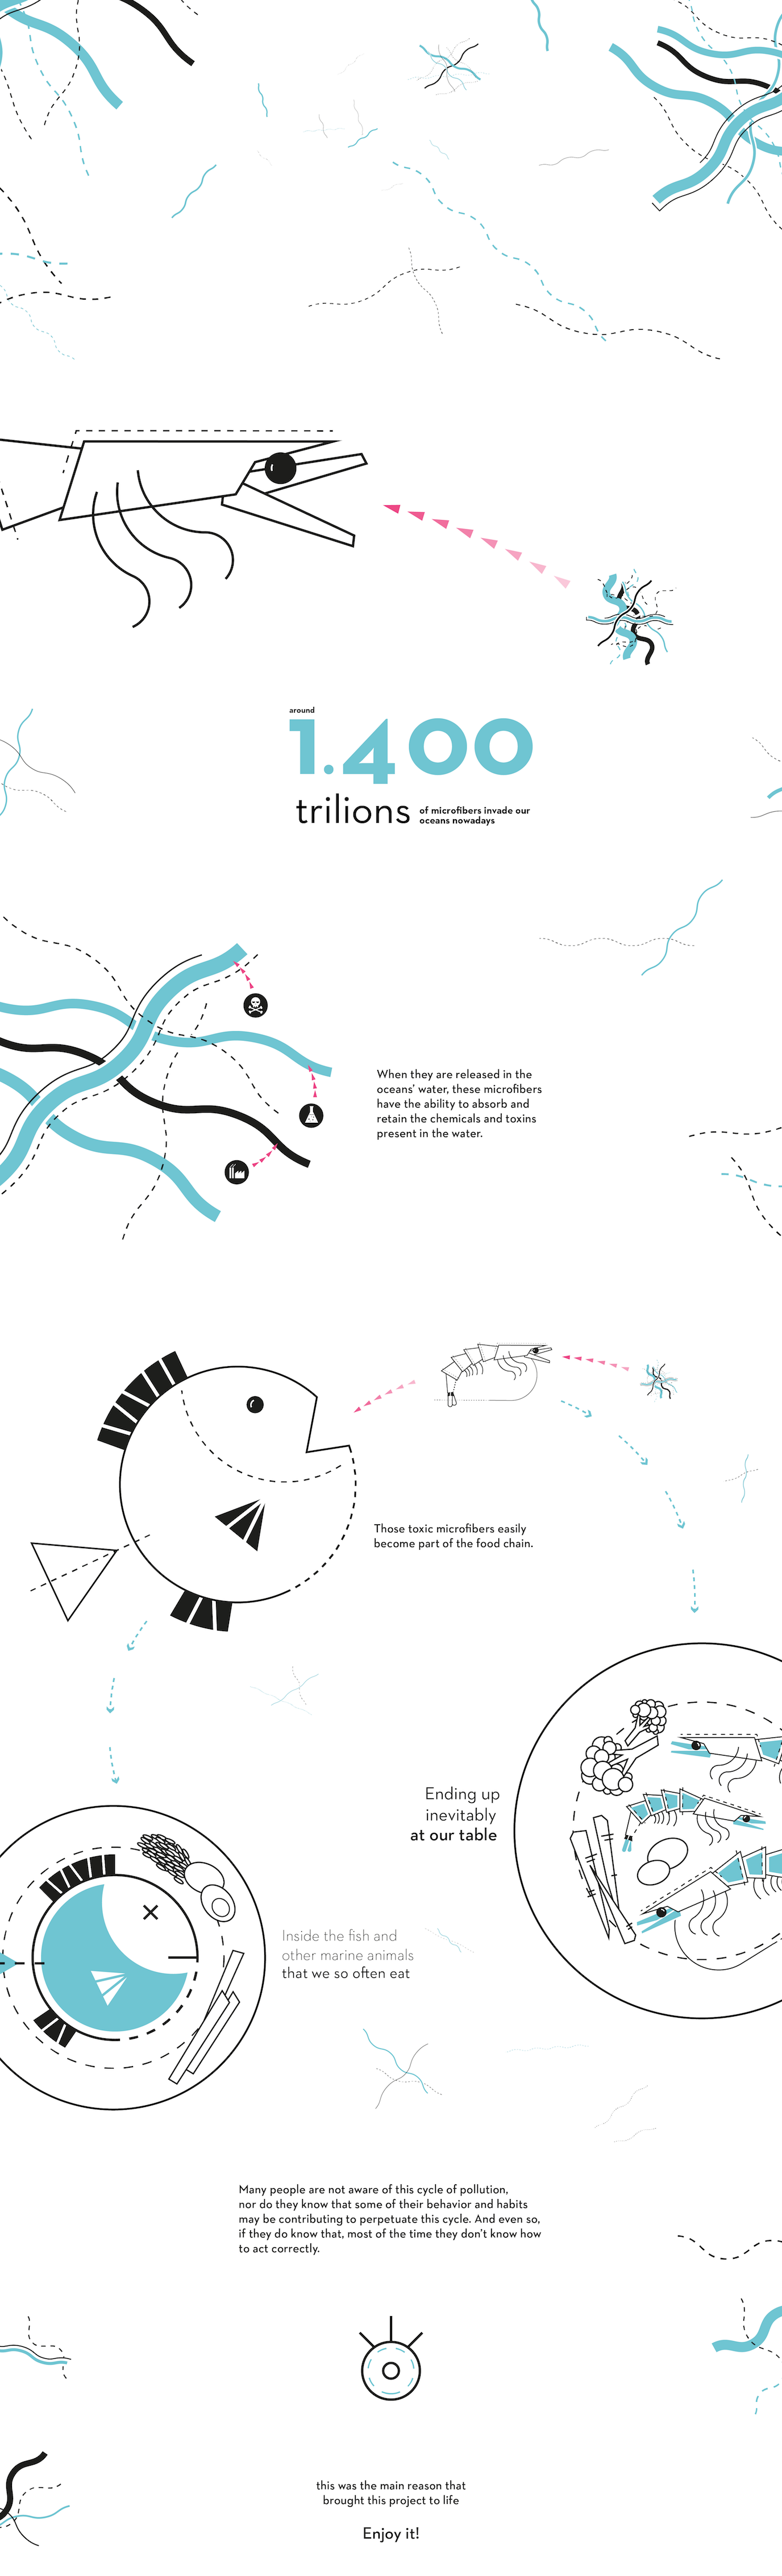 around
1.400
trilions
of microfibers invade our
oceans nowadays
When they are released in the
oceans’ water, these microfibers
have the ability to absorb and
retain the chemicals and toxins
present in the water.
Those toxic microfibers easily
become part of the food chain.
Ending up
inevitably
at our table
Inside the fish and
other marine animals
that we so often eat
Many people are not aware of this cycle of pollution,
nor do they know that some of their behavior and habits
may be contributing to perpetuate this cycle. And even so,
if they do know that, most of the time they don’t know how
to act correctly.
this was the main reason that
brought this project to life
Enjoy it!